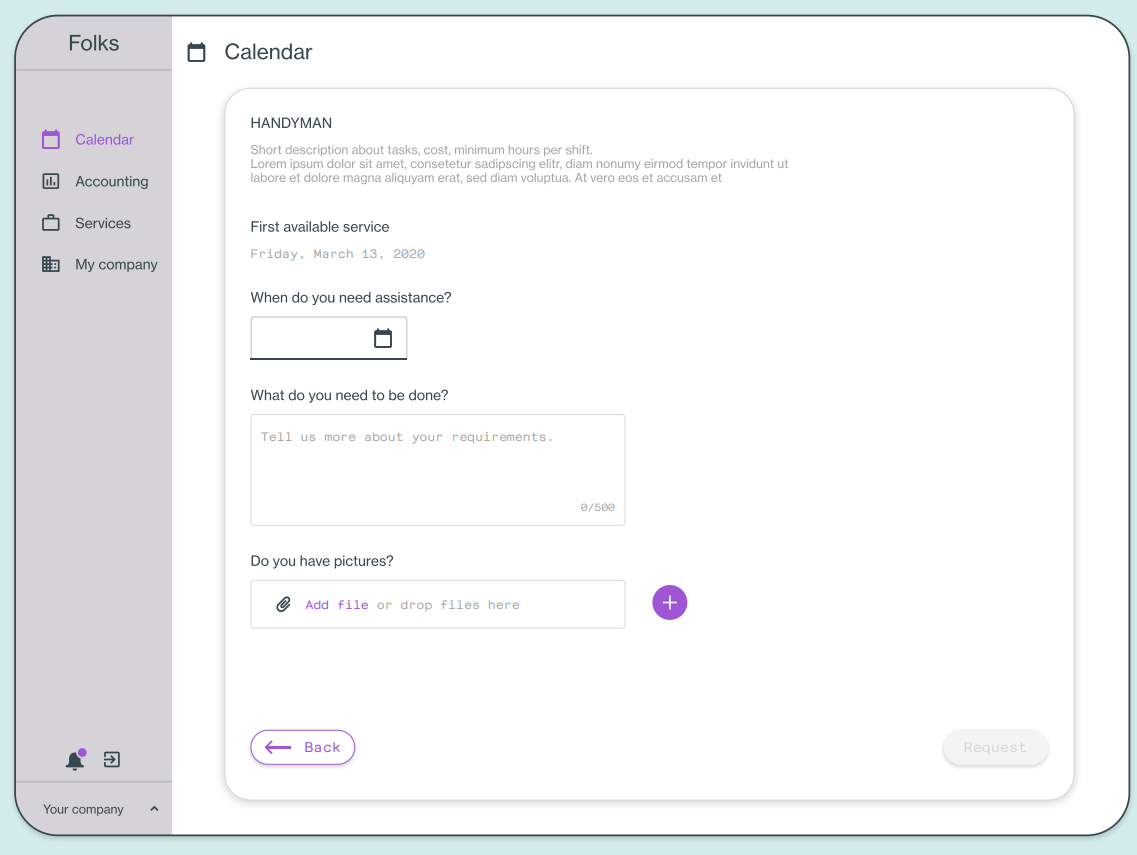 Folks
Calendar
Calendar
Accounting
Services
My company
HANDYMAN
Short description about tasks, cost, minimum hours per shift.
Lorem ipsum dolor sit amet, consetetur sadipscing elitr, diam nonumy eirmod tempor invidunt ut
labore et dolore magna aliquyam erat, sed diam voluptua. At vero eos et accusam et
First available service
Friday, March 13, 2020
When do you need assistance?
What do you need to be done?
Tell us more about your requirements.
0/500
Do you have pictures?
Add file or drop files here
Back
Request
Your company